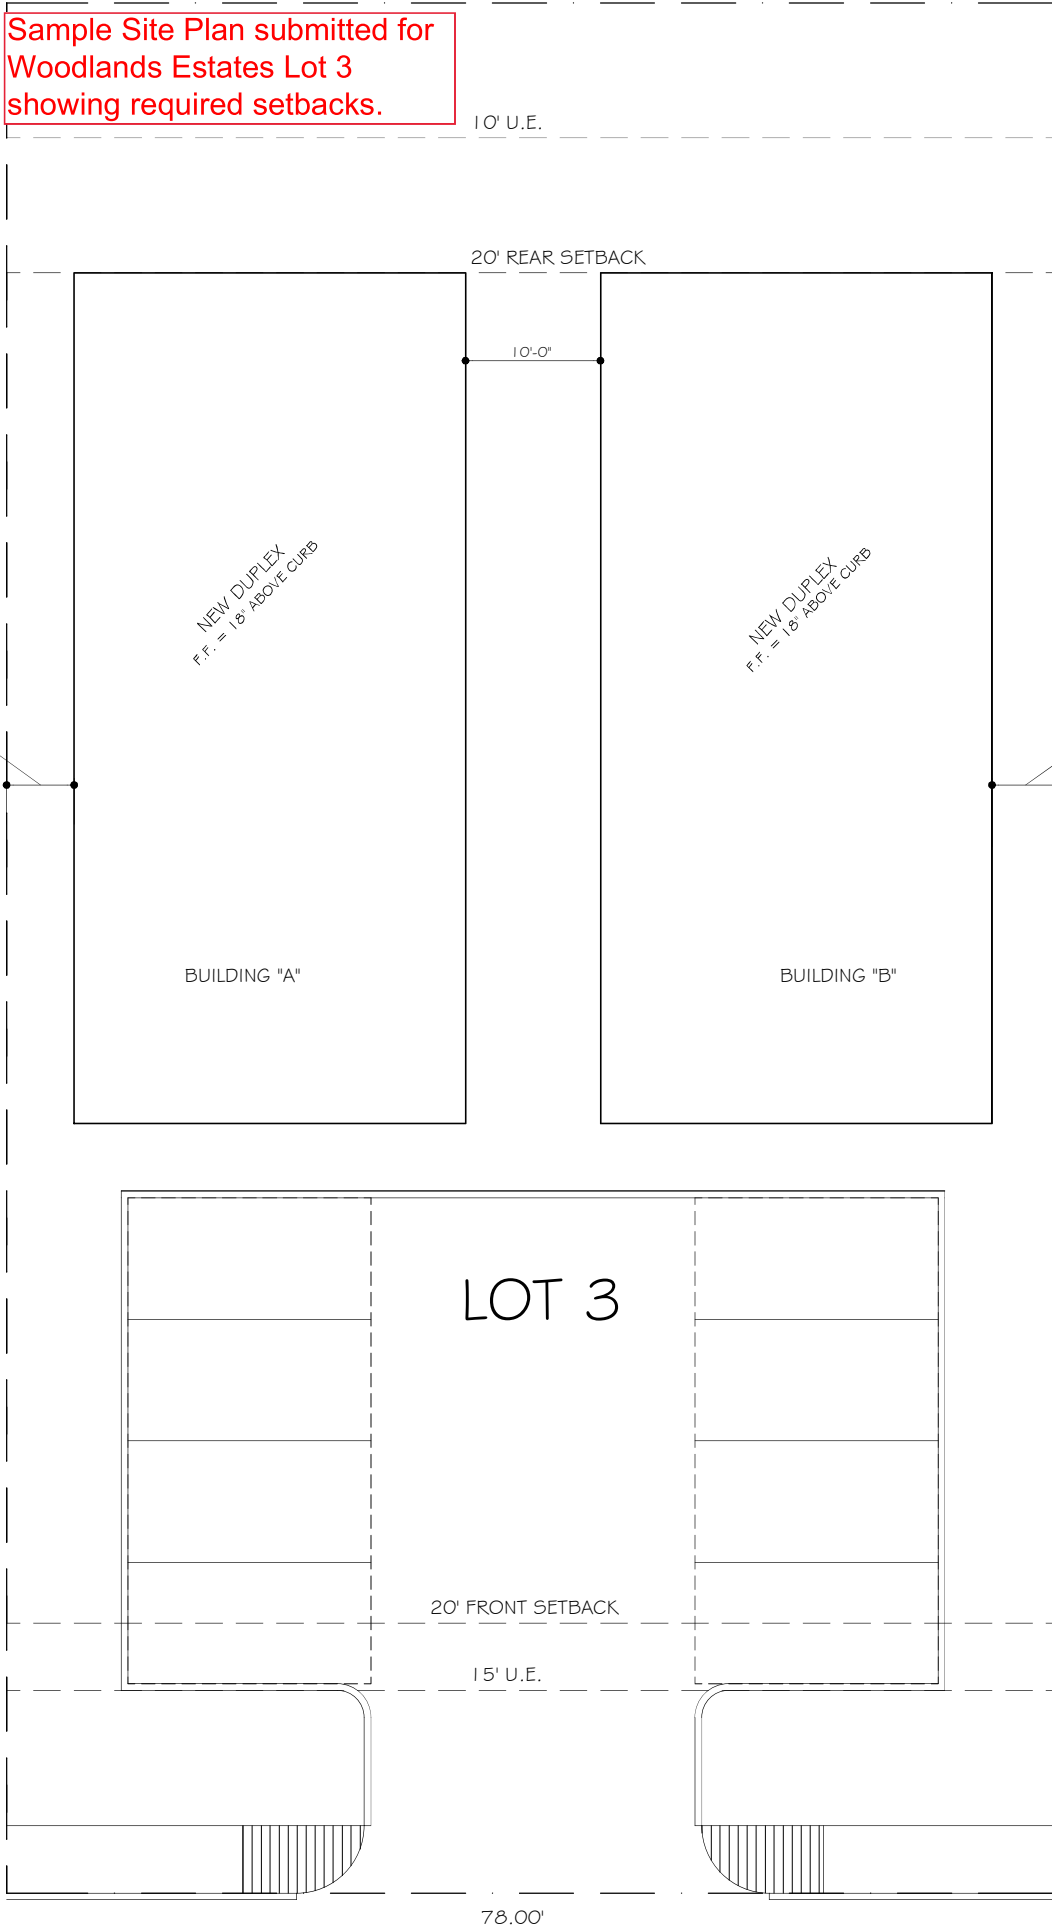 Sample Site Plan submitted for
Woodlands Estates Lot 3
showing required setbacks.
10' U.E.
20' REAR SETBACK
10'-0"
NEW DUPLEX
F.F. = 18" ABOVE CURB
NEW DUPLEX
F.F. = 18" ABOVE CURB
BUILDING "A"
BUILDING "B"
LOT 3
20' FRONT SETBACK
15' U.E.
78.00'